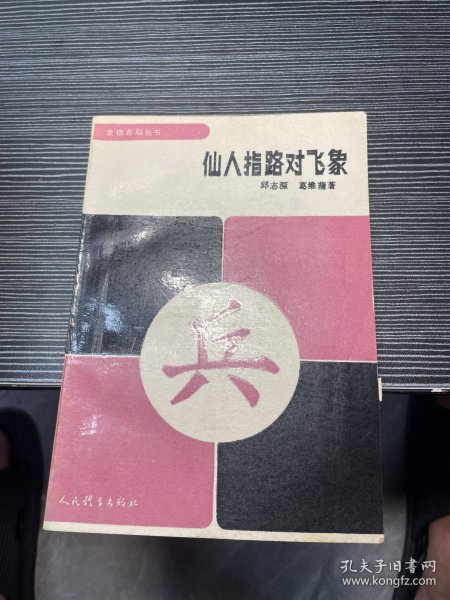 象棋布局丛书
仙人指路对飞象
邱志源 葛维蒲著
兵
人民体育出版社
孔夫子旧书网
www.kongfz.com